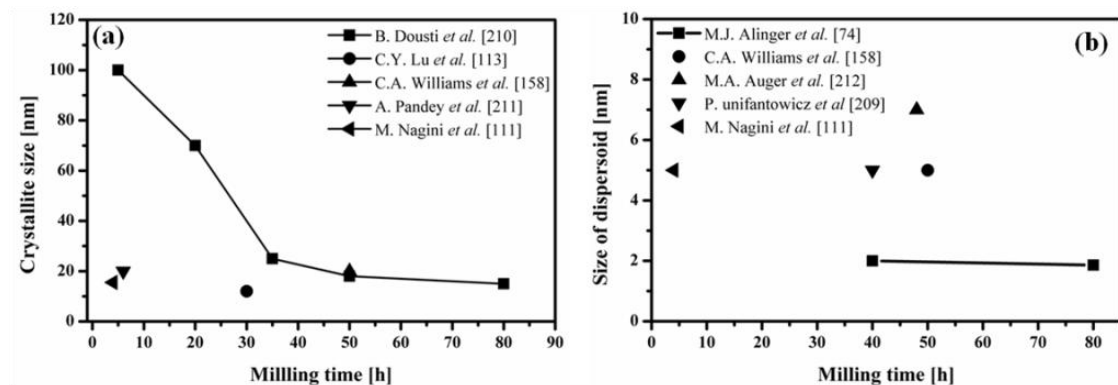 (a)
B. Dousti et al. [210]
C.Y. Lu et al. [113]
C.A. Williams et al. [158]
A. Pandey et al. [211]
M. Nagini et al. [111]
Crystallite size [nm]
120
100
80
60
40
20
0
0 10 20 30 40 50 60 70 80 90
Millling time [h]
(b)
M.J. Alinger et al. [74]
C.A. Williams et al. [158]
M.A. Auger et al. [212]
P. unifantowicz et al [209]
M. Nagini et al. [111]
Size of dispersoid [nm]
10
8
6
4
2
0
0 10 20 30 40 50 60 70 80
Milling time [h]